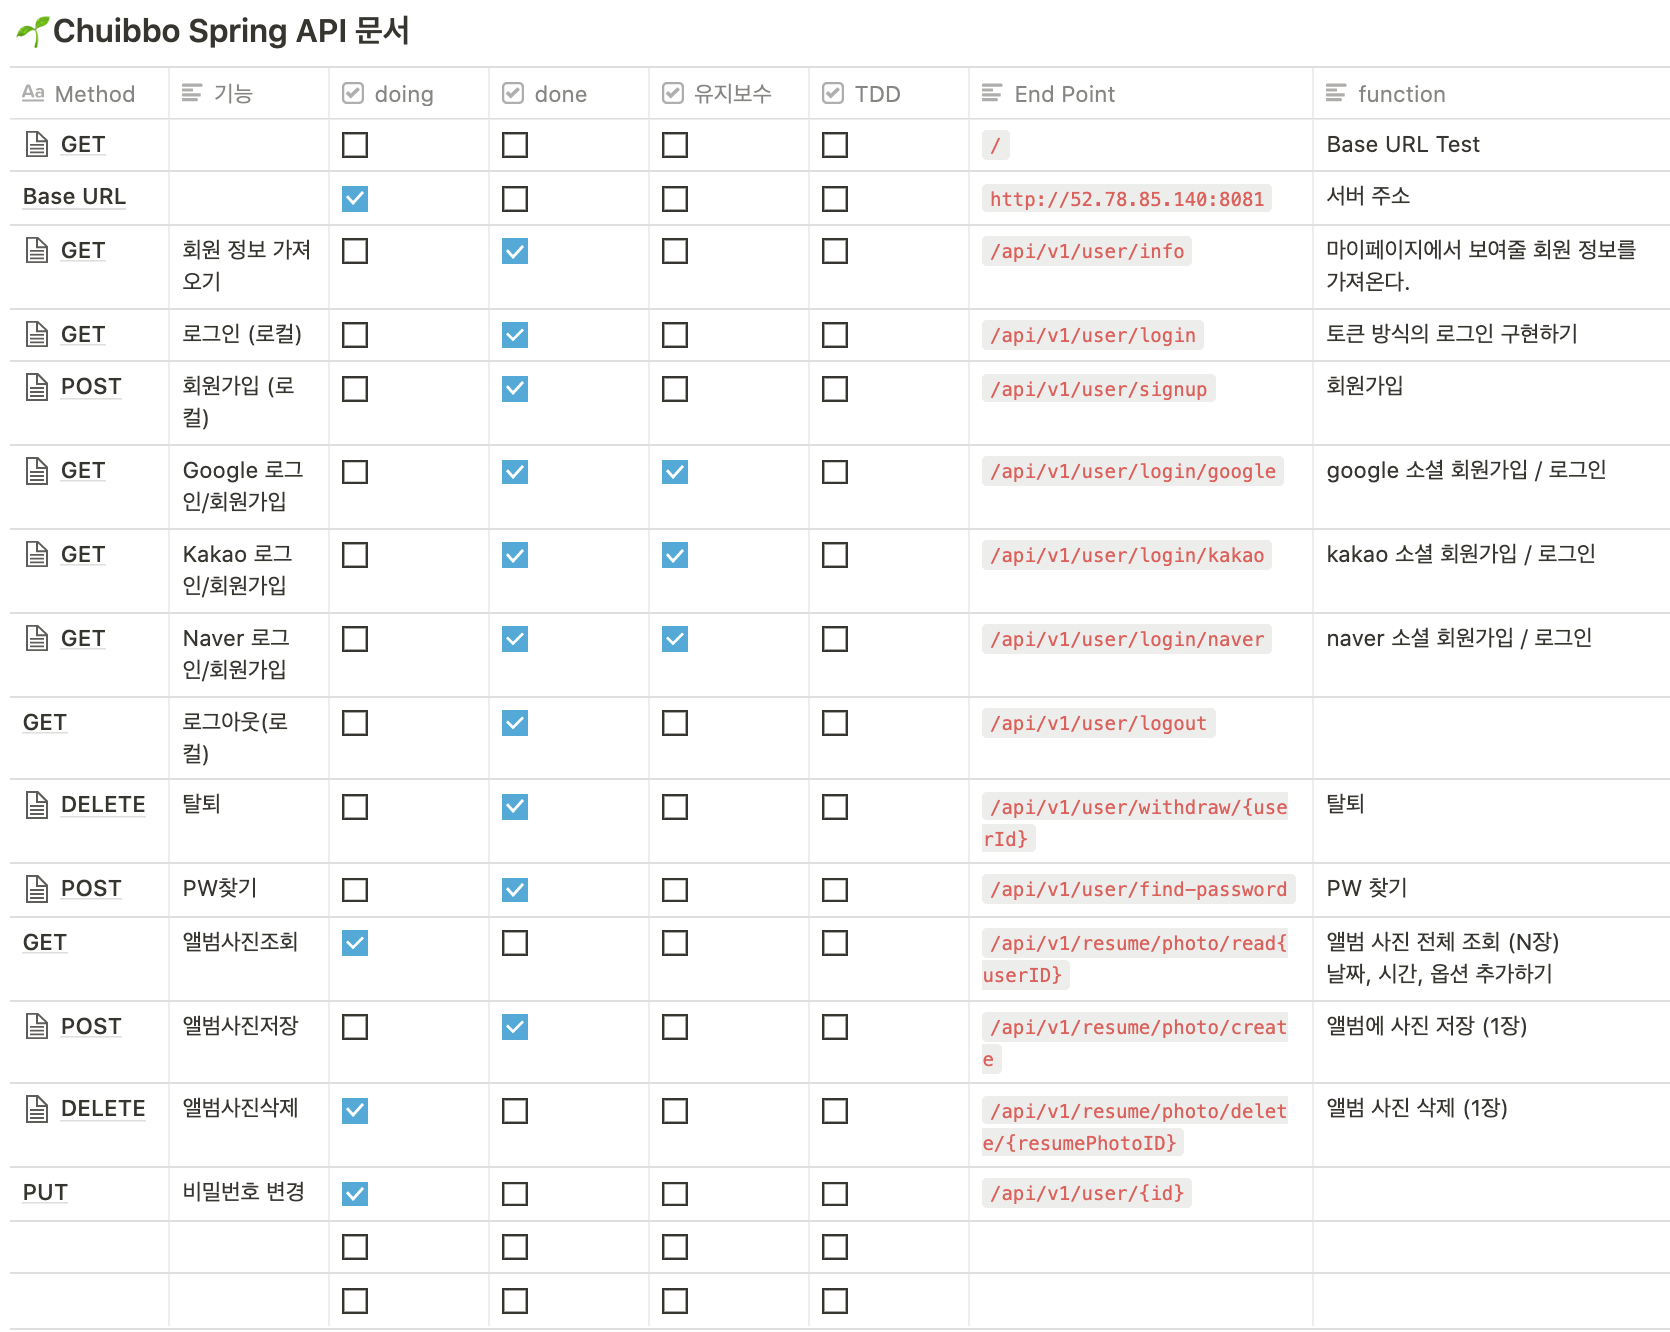 🌱Chuibbo Spring API 문서
Method 기능 doing done 유지보수 TDD End Point function
GET / Base URL Test
Base URL http://52.78.85.140:8081 서버 주소
GET 회원 정보 가져 /api/v1/user/info 마이페이지에서 보여줄 회원 정보를
오기 가져온다.
GET 로그인 (로컬) /api/v1/user/login 토큰 방식의 로그인 구현하기
POST 회원가입 (로 /api/v1/user/signup 회원가입
컬)
GET Google 로그 /api/v1/user/login/google google 소셜 회원가입 / 로그인
인/회원가입
GET Kakao 로그 /api/v1/user/login/kakao kakao 소셜 회원가입 / 로그인
인/회원가입
GET Naver 로그 /api/v1/user/login/naver naver 소셜 회원가입 / 로그인
인/회원가입
GET 로그아웃(로 /api/v1/user/logout
컬)
DELETE 탈퇴 /api/v1/user/withdraw/{use 탈퇴
rId}
POST PW찾기 /api/v1/user/find-password PW 찾기
GET 앨범사진조회 /api/v1/resume/photo/read{ 앨범 사진 전체 조회 (N장)
userID} 날짜, 시간, 옵션 추가하기
POST 앨범사진저장 /api/v1/resume/photo/creat 앨범에 사진 저장 (1장)
e
DELETE 앨범사진삭제 /api/v1/resume/photo/delet 앨범 사진 삭제 (1장)
e/{resumePhotoID}
PUT 비밀번호 변경 /api/v1/user/{id}